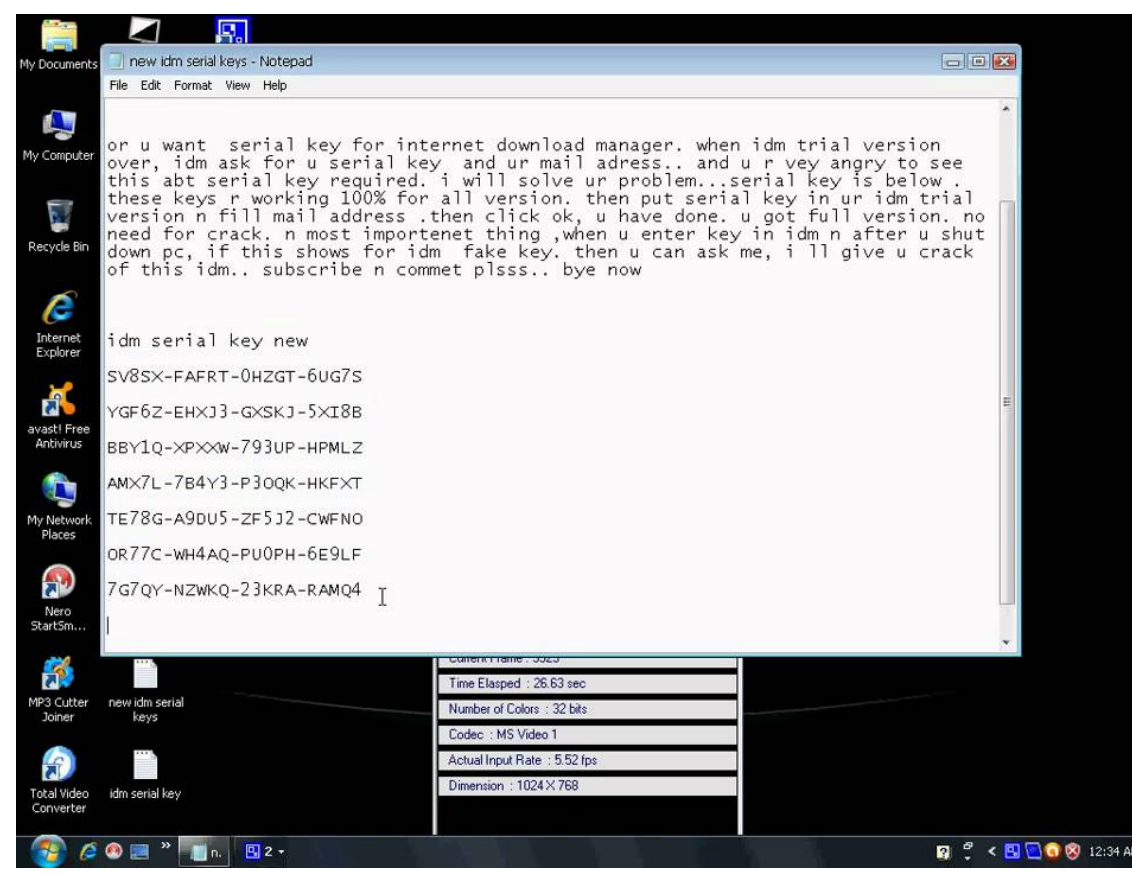 My Documents
new idm serial keys - Notepad
File Edit Format View Help
My Computer
or u want serial key for internet download manager. when idm trial version
over, idm ask for u serial key and ur mail adress.. and u r vey angry to see
this abt serial key required. i will solve ur problem...serial key is below .
these keys r working 100% for all version. then put serial key in ur idm trial
version n fill mail address .then click ok, u have done. u got full version. no
need for crack. n most importenet thing ,when u enter key in idm n after u shut
down pc, if this shows for idm fake key. then u can ask me, i ll give u crack
of this idm.. subscribe n commet plsss.. bye now
Recycle Bin
Internet
Explorer
idm serial key new
SV8SX-FAFRT-0HZGT-6UG7S
YGF6Z-EHXJ3-GXSKJ-5XI8B
avast! Free
Antivirus
BBY1Q-XPXXW-793UP-HPMLZ
AMX7L-7B4Y3-P3OQK-HKFXT
My Network
Places
TE78G-A9DU5-ZF5J2-CWFNO
OR77C-WH4AQ-PU0PH-6E9LF
7G7QY-NZWKQ-23KRA-RAMQ4
Nero
StartSm...
MP3 Cutter
Joiner
new idm serial
keys
Time Elasped : 26.63 sec
Number of Colors : 32 bits
Codec : MS Video 1
Actual Input Rate : 5.52 fps
Dimension : 1024 X 768
Total Video
Converter
idm serial key
n.
2
12:34 A